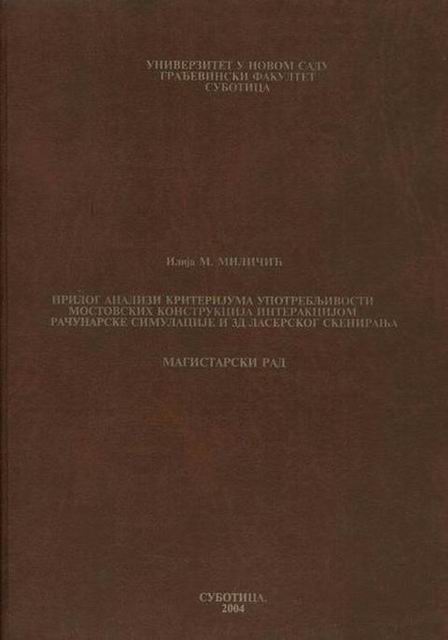 УНИВЕРЗИТЕТ У НОВОМ САДУ
ГРАЂЕВИНСКИ ФАКУЛТЕТ
СУБОТИЦА
Илија М. МИЛИЧИЋ
ПРИЛОГ АНАЛИЗИ КРИТЕРИЈУМА УПОТРЕБЉИВОСТИ
МОСТОВСКИХ КОНСТРУКЦИЈА ИНТЕРАКЦИЈОМ
РАЧУНАРСКЕ СИМУЛАЦИЈЕ И 3Д ЛАСЕРСКОГ СКЕНИРАЊА
МАГИСТАРСКИ РАД
СУБОТИЦА,
2004